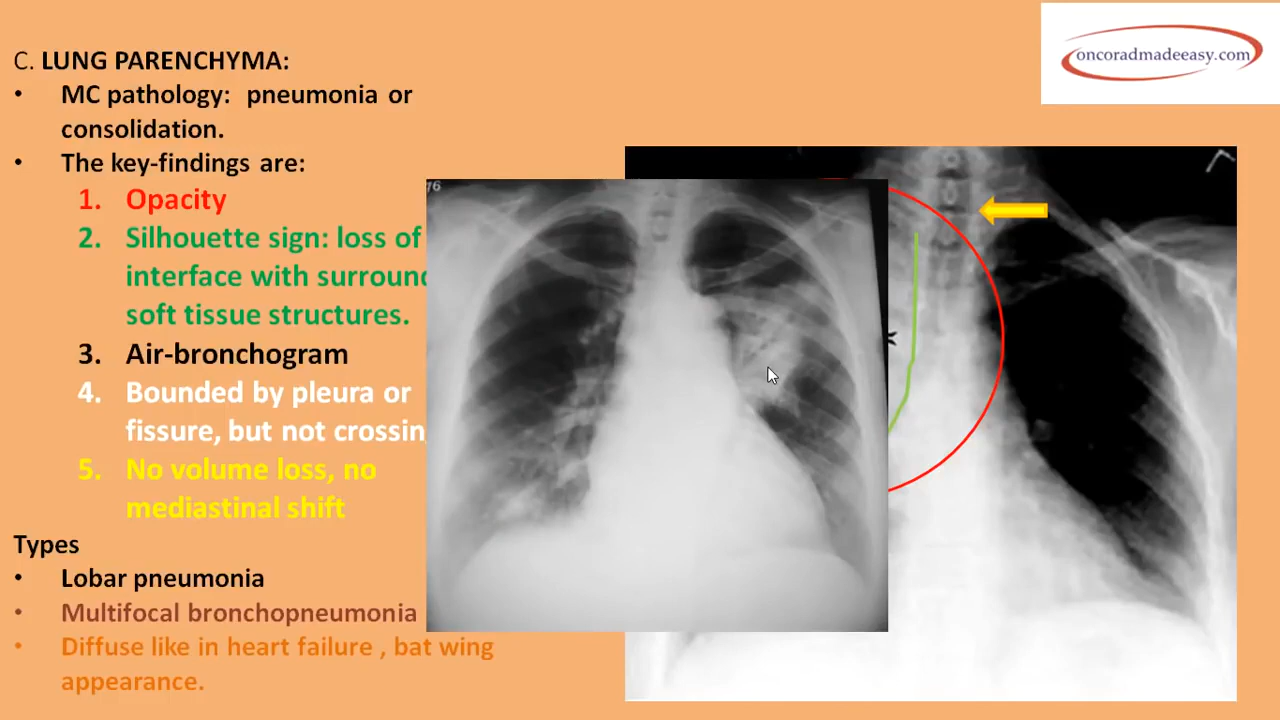 C. LUNG PARENCHYMA:
• MC pathology: pneumonia or
consolidation.
• The key-findings are:
1. Opacity
2. Silhouette sign: loss of
interface with surroun
soft tissue structures.
3. Air-bronchogram
4. Bounded by pleura or
fissure, but not crossin
5. No volume loss, no
mediastinal shift
Types
• Lobar pneumonia
• Multifocal bronchopneumonia
• Diffuse like in heart failure , bat wing
appearance.
oncoradmadeeasy.com
76